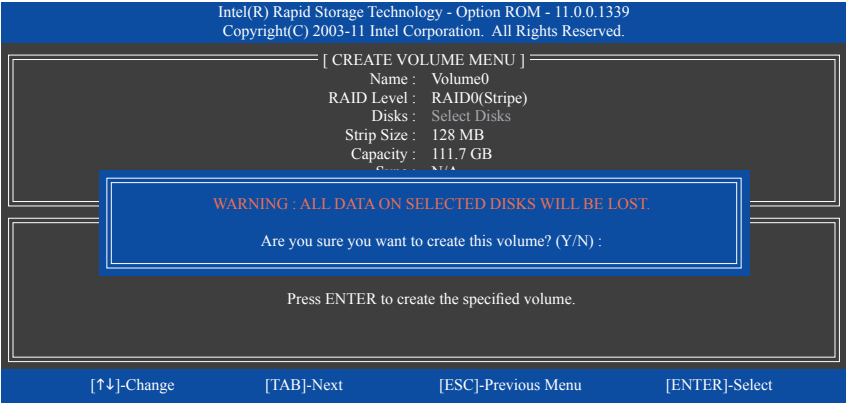 Intel(R) Rapid Storage Technology - Option ROM - 11.0.0.1339
Copyright(C) 2003-11 Intel Corporation. All Rights Reserved.
[ CREATE VOLUME MENU ]
Name : Volume0
RAID Level : RAID0(Stripe)
Disks : Select Disks
Strip Size : 128 MB
Capacity : 111.7 GB
Sync : N/A
WARNING : ALL DATA ON SELECTED DISKS WILL BE LOST.
Are you sure you want to create this volume? (Y/N) :
Press ENTER to create the specified volume.
[↑↓]-Change [TAB]-Next [ESC]-Previous Menu [ENTER]-Select